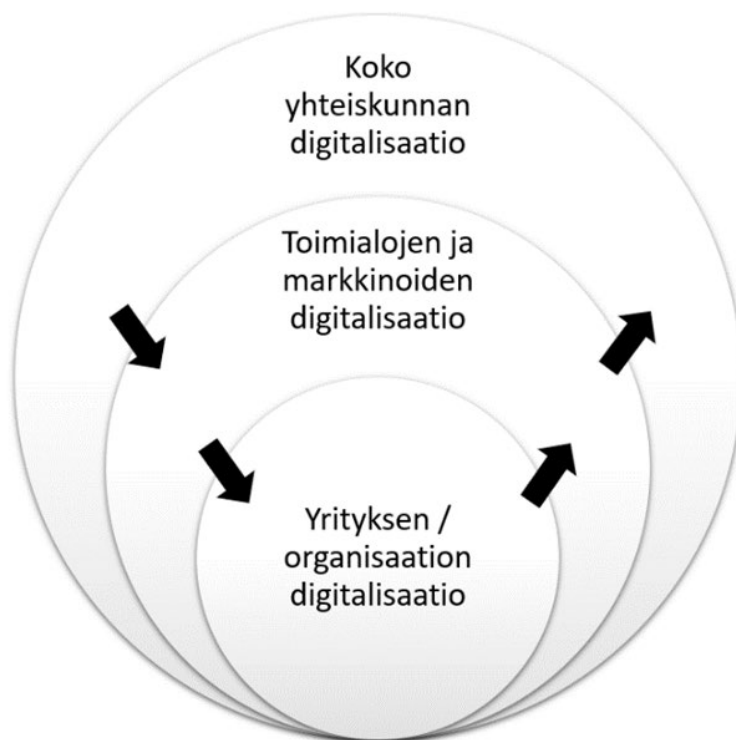 Koko
yhteiskunnan
digitalisaatio
Toimialojen ja
markkinoiden
digitalisaatio
Yrityksen /
organisaation
digitalisaatio